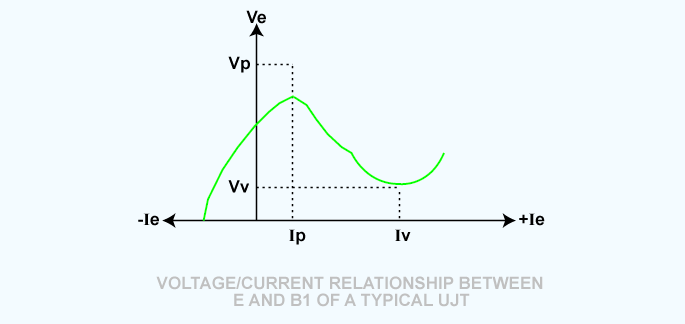 Ve
Vp
Vv
-Ie
+Ie
Ip
Iv
VOLTAGE/CURRENT RELATIONSHIP BETWEEN
E AND B1 OF A TYPICAL UJT